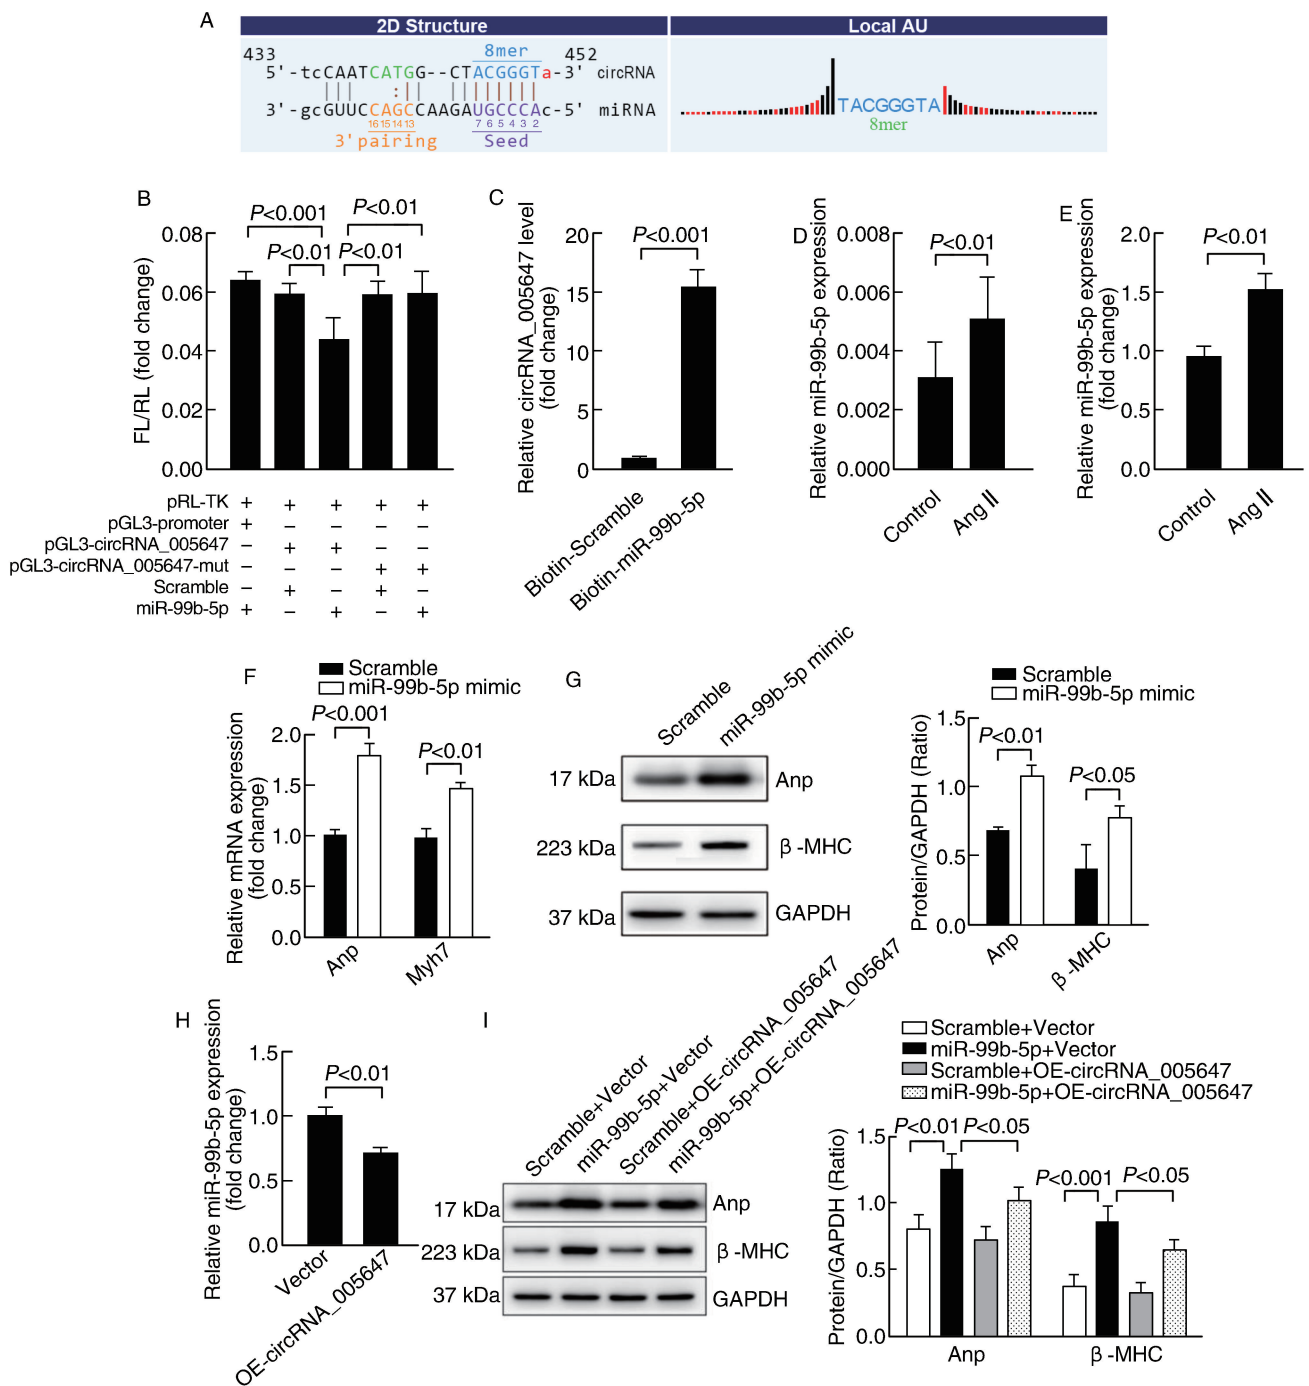 A
2D Structure
Local AU
433
8mer
452
5'-tcCAATCATGG--CTACGGGTa-3' circRNA
3'-gcGUUCCAGCCAAGAUGCCCAc-5' miRNA
16 15 14 13
7 6 5 4 3 2
3'pairing
Seed
TACGGGTA
8mer
B
P<0.001
P<0.01
P<0.01
P<0.01
FL/RL (fold change)
0.08
0.06
0.04
0.02
0.00
pRL-TK + + + + +
pGL3-promoter + – – – –
pGL3-circRNA_005647 – + + – –
pGL3-circRNA_005647-mut – – – + +
Scramble – + – + –
miR-99b-5p + – + – +
C
Relative circRNA_005647 level
(fold change)
20
15
10
5
0
P<0.001
Biotin-Scramble
Biotin-miR-99b-5p
D
Relative miR-99b-5p expression
0.008
0.006
0.004
0.002
0.000
P<0.01
Control
Ang II
E
Relative miR-99b-5p expression
(fold change)
2.0
1.5
1.0
0.5
0.0
P<0.01
Control
Ang II
F
Scramble
miR-99b-5p mimic
Relative mRNA expression
(fold change)
2.0
1.5
1.0
0.5
0.0
P<0.001
P<0.01
Anp
Myh7
G
Scramble
miR-99b-5p mimic
17 kDa
Anp
223 kDa
β-MHC
37 kDa
GAPDH
Scramble
miR-99b-5p mimic
Protein/GAPDH (Ratio)
1.5
1.0
0.5
0.0
P<0.01
P<0.05
Anp
β-MHC
H
Relative miR-99b-5p expression
(fold change)
1.5
1.0
0.5
0.0
P<0.01
Vector
OE-circRNA_005647
I
Scramble+Vector
miR-99b-5p+Vector
Scramble+OE-circRNA_005647
miR-99b-5p+OE-circRNA_005647
17 kDa
Anp
223 kDa
β-MHC
37 kDa
GAPDH
Scramble+Vector
miR-99b-5p+Vector
Scramble+OE-circRNA_005647
miR-99b-5p+OE-circRNA_005647
Protein/GAPDH (Ratio)
1.5
1.0
0.5
0.0
P<0.01
P<0.05
P<0.001
P<0.05
Anp
β-MHC